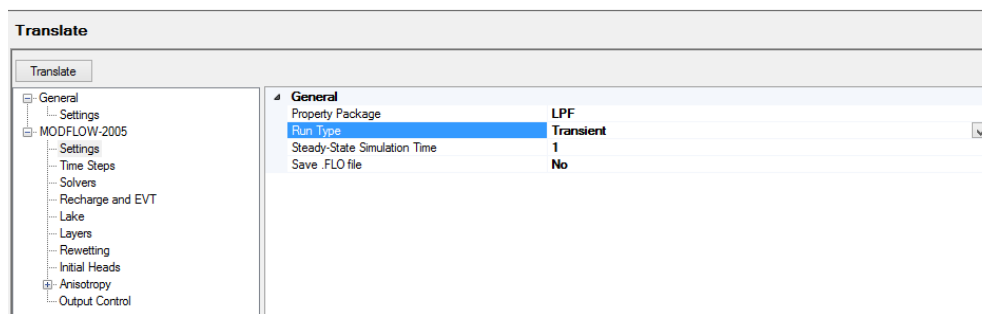 Translate
Translate
General
Settings
MODFLOW-2005
Settings
Time Steps
Solvers
Recharge and EVT
Lake
Layers
Rewetting
Initial Heads
Anisotropy
Output Control
General
Property Package LPF
Run Type Transient
Steady-State Simulation Time 1
Save .FLO file No